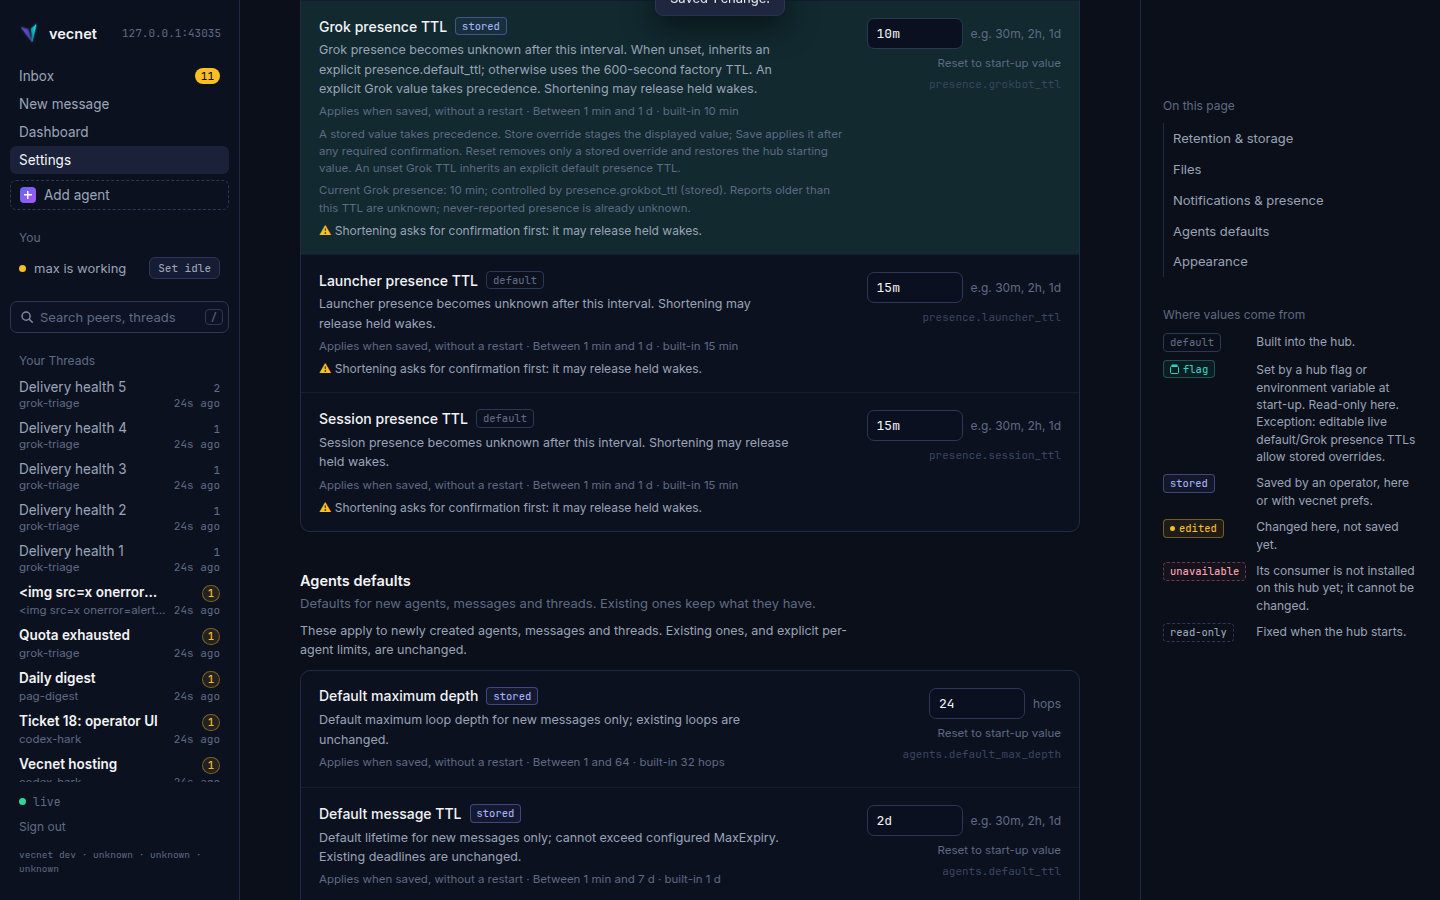 vecnet
127.0.0.1:43035
Inbox
11
New message
Dashboard
Settings
Add agent
You
max is working
Set idle
Search peers, threads
/
Your Threads
Delivery health 5
2
grok-triage
24s ago
Delivery health 4
1
grok-triage
24s ago
Delivery health 3
1
grok-triage
24s ago
Delivery health 2
1
grok-triage
24s ago
Delivery health 1
1
grok-triage
24s ago
<img src=x onerror...
1
<img src=x onerror=alert...
24s ago
Quota exhausted
1
grok-triage
24s ago
Daily digest
1
pag-digest
24s ago
Ticket 18: operator UI
1
codex-hark
24s ago
Vecnet hosting
1
codex-hark
24s ago
live
Sign out
vecnet dev · unknown · unknown ·
unknown
Saved 1 change.
Grok presence TTL
stored
Grok presence becomes unknown after this interval. When unset, inherits an
explicit presence.default_ttl; otherwise uses the 600-second factory TTL. An
explicit Grok value takes precedence. Shortening may release held wakes.
Applies when saved, without a restart · Between 1 min and 1 d · built-in 10 min
A stored value takes precedence. Store override stages the displayed value; Save applies it after
any required confirmation. Reset removes only a stored override and restores the hub starting
value. An unset Grok TTL inherits an explicit default presence TTL.
Current Grok presence: 10 min; controlled by presence.grokbot_ttl (stored). Reports older than
this TTL are unknown; never-reported presence is already unknown.
Shortening asks for confirmation first: it may release held wakes.
10m
e.g. 30m, 2h, 1d
Reset to start-up value
presence.grokbot_ttl
Launcher presence TTL
default
Launcher presence becomes unknown after this interval. Shortening may
release held wakes.
Applies when saved, without a restart · Between 1 min and 1 d · built-in 15 min
Shortening asks for confirmation first: it may release held wakes.
15m
e.g. 30m, 2h, 1d
presence.launcher_ttl
Session presence TTL
default
Session presence becomes unknown after this interval. Shortening may release
held wakes.
Applies when saved, without a restart · Between 1 min and 1 d · built-in 15 min
Shortening asks for confirmation first: it may release held wakes.
15m
e.g. 30m, 2h, 1d
presence.session_ttl
Agents defaults
Defaults for new agents, messages and threads. Existing ones keep what they have.
These apply to newly created agents, messages and threads. Existing ones, and explicit per-
agent limits, are unchanged.
Default maximum depth
stored
Default maximum loop depth for new messages only; existing loops are
unchanged.
Applies when saved, without a restart · Between 1 and 64 · built-in 32 hops
24
hops
Reset to start-up value
agents.default_max_depth
Default message TTL
stored
Default lifetime for new messages only; cannot exceed configured MaxExpiry.
Existing deadlines are unchanged.
Applies when saved, without a restart · Between 1 min and 7 d · built-in 1 d
2d
e.g. 30m, 2h, 1d
Reset to start-up value
agents.default_ttl
On this page
Retention & storage
Files
Notifications & presence
Agents defaults
Appearance
Where values come from
default
Built into the hub.
flag
Set by a hub flag or
environment variable at
start-up. Read-only here.
Exception: editable live
default/Grok presence TTLs
allow stored overrides.
stored
Saved by an operator, here
or with vecnet prefs.
edited
Changed here, not saved
yet.
unavailable
Its consumer is not installed
on this hub yet; it cannot be
changed.
read-only
Fixed when the hub starts.